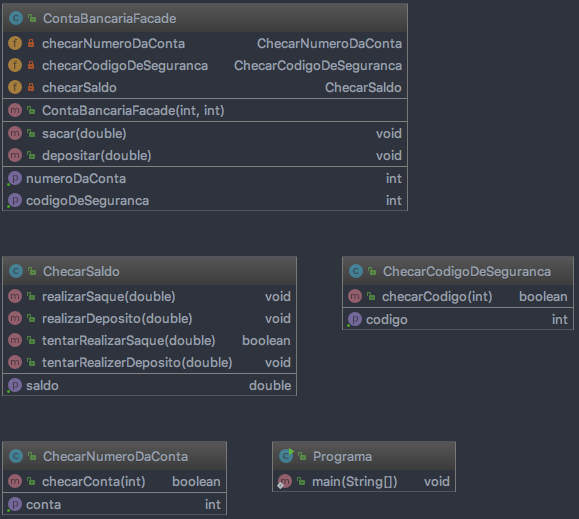 ContaBancariaFacade
checarNumeroDaConta ChecarNumeroDaConta
checarCodigoDeSeguranca ChecarCodigoDeSeguranca
checarSaldo ChecarSaldo
ContaBancariaFacade(int, int)
sacar(double) void
depositar(double) void
numeroDaConta int
codigoDeSeguranca int
ChecarSaldo
realizarSaque(double) void
realizarDeposito(double) void
tentarRealizarSaque(double) boolean
tentarRealizerDeposito(double) void
saldo double
ChecarCodigoDeSeguranca
checarCodigo(int) boolean
codigo int
ChecarNumeroDaConta
checarConta(int) boolean
conta int
Programa
main(String[]) void